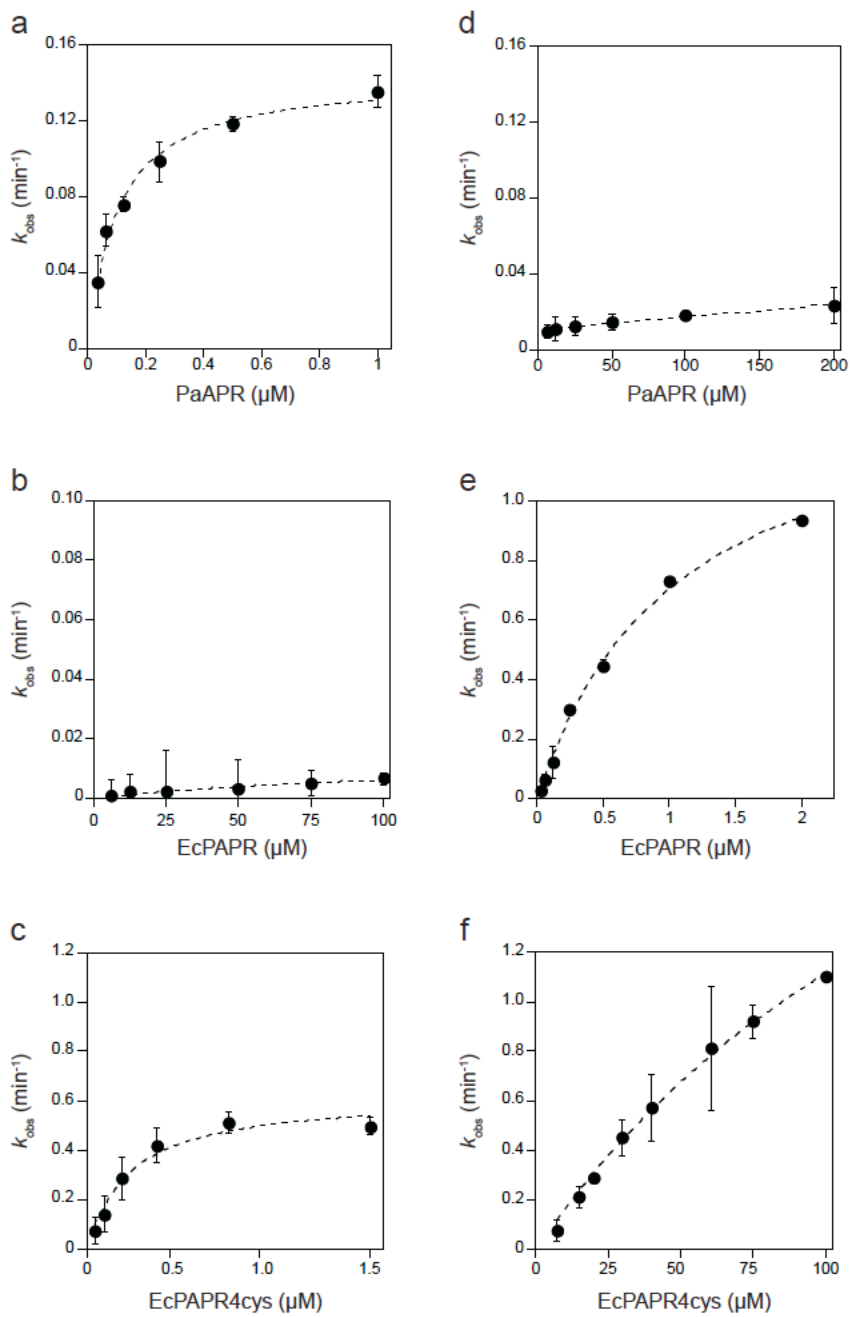 a
0.16
0.12
0.08
0.04
0
k_obs (min⁻¹)
0 0.2 0.4 0.6 0.8 1
PaAPR (µM)
d
0.16
0.12
0.08
0.04
0
k_obs (min⁻¹)
0 50 100 150 200
PaAPR (µM)
b
0.10
0.08
0.06
0.04
0.02
0
k_obs (min⁻¹)
0 25 50 75 100
EcPAPR (µM)
e
1.0
0.8
0.6
0.4
0.2
0
k_obs (min⁻¹)
0 0.5 1 1.5 2
EcPAPR (µM)
c
1.2
1.0
0.8
0.6
0.4
0.2
0
k_obs (min⁻¹)
0 0.5 1.0 1.5
EcPAPR4cys (µM)
f
1.2
1.0
0.8
0.6
0.4
0.2
0
k_obs (min⁻¹)
0 25 50 75 100
EcPAPR4cys (µM)